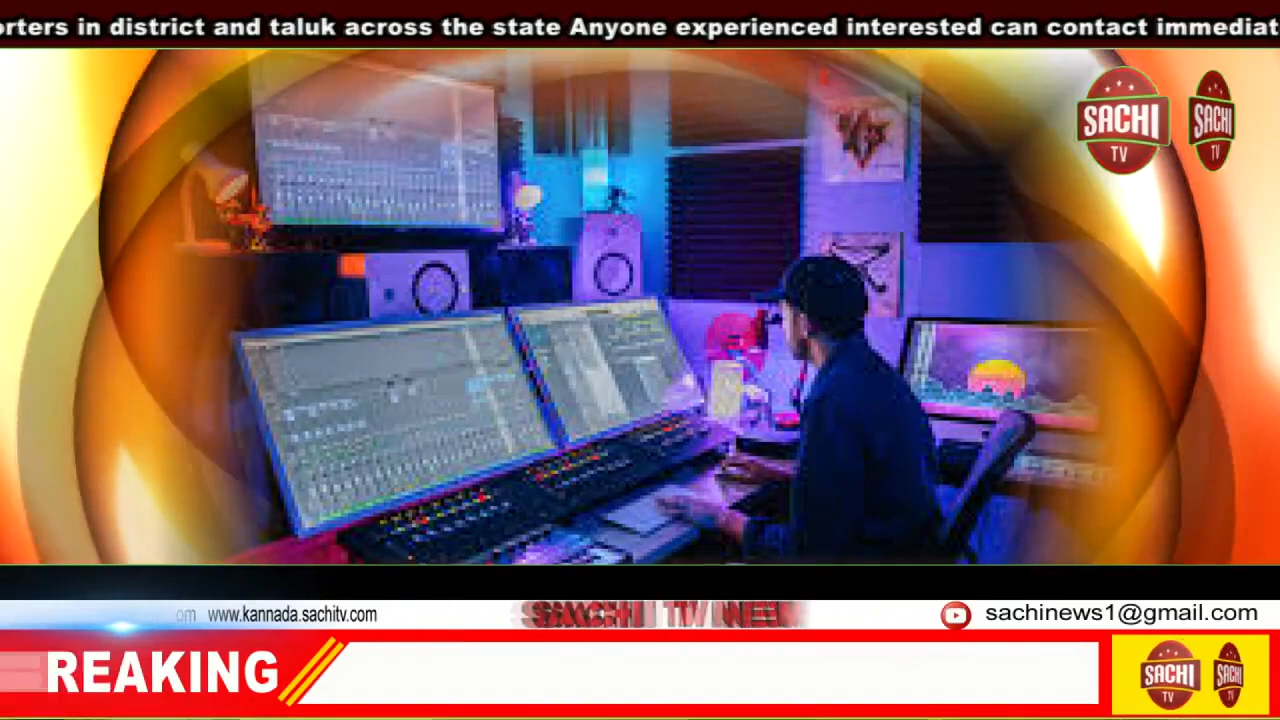 orters in district and taluk across the state Anyone experienced interested can contact immediat
SACHI
TV
SACHI
TV
om www.kannada.sachitv.com
sachinews1@gmail.com
REAKING
SACHI
TV
SACHI
TV